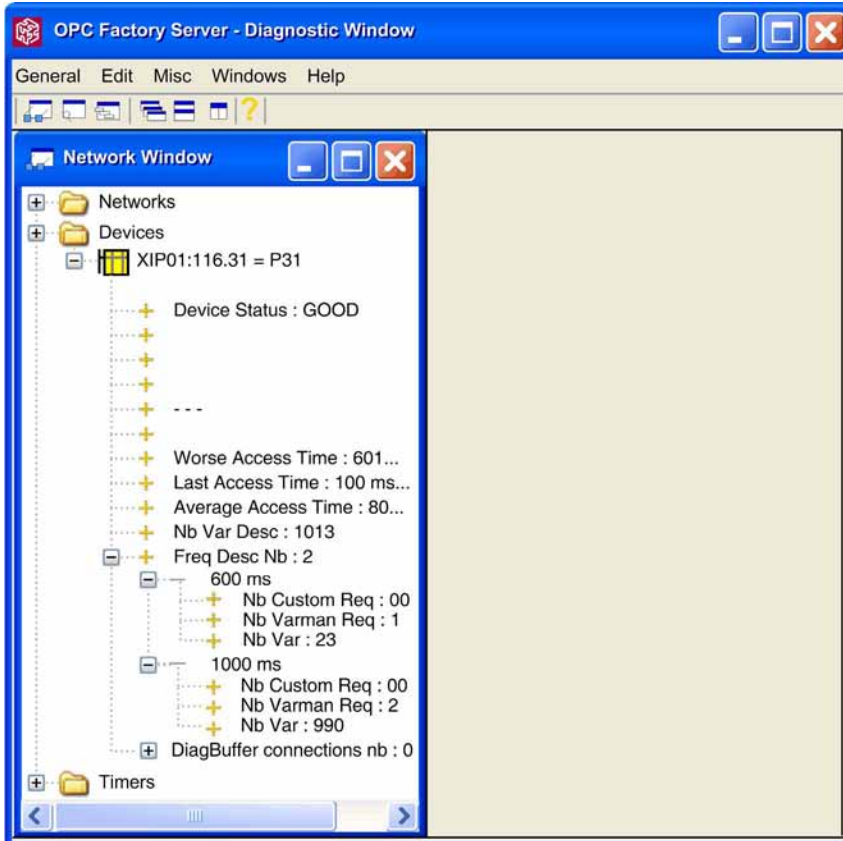 OPC Factory Server - Diagnostic Window
General Edit Misc Windows Help
?
Network Window
Networks
Devices
XIP01:116.31 = P31
Device Status : GOOD
- - -
Worse Access Time : 601...
Last Access Time : 100 ms...
Average Access Time : 80...
Nb Var Desc : 1013
Freq Desc Nb : 2
600 ms
Nb Custom Req : 00
Nb Varman Req : 1
Nb Var : 23
1000 ms
Nb Custom Req : 00
Nb Varman Req : 2
Nb Var : 990
DiagBuffer connections nb : 0
Timers